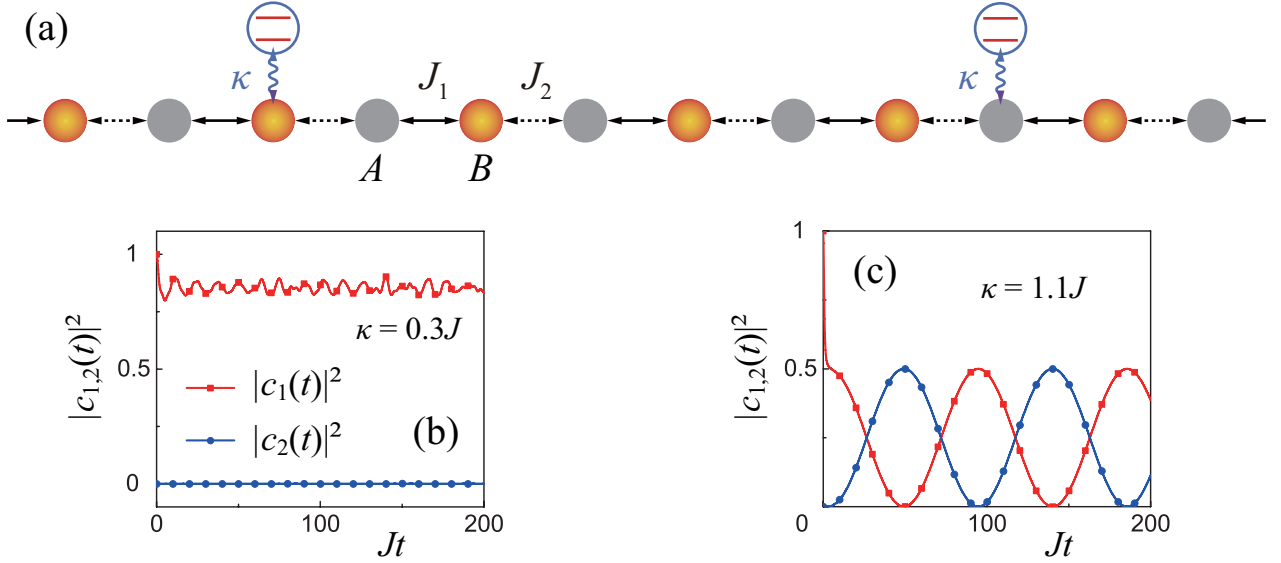 (a)
κ
J₁
J₂
κ
A
B
|c₁,₂(t)|²
1
0.5
0
κ = 0.3J
|c₁(t)|²
|c₂(t)|²
(b)
0
100
200
Jt
|c₁,₂(t)|²
1
0.5
0
(c)
κ = 1.1J
100
200
Jt